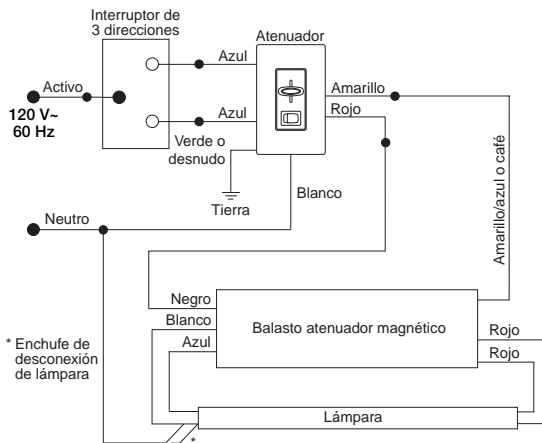 Interruptor de
3 direcciones
Atenuador
Azul
Activo
Amarillo
Rojo
120 V~
60 Hz
Azul
Verde o
desnudo
Tierra
Blanco
Amarillo/azul o café
Neutro
Negro
Blanco
Azul
Balasto atenuador magnético
Rojo
Rojo
* Enchufe de
desconexión
de lámpara
Lámpara
*